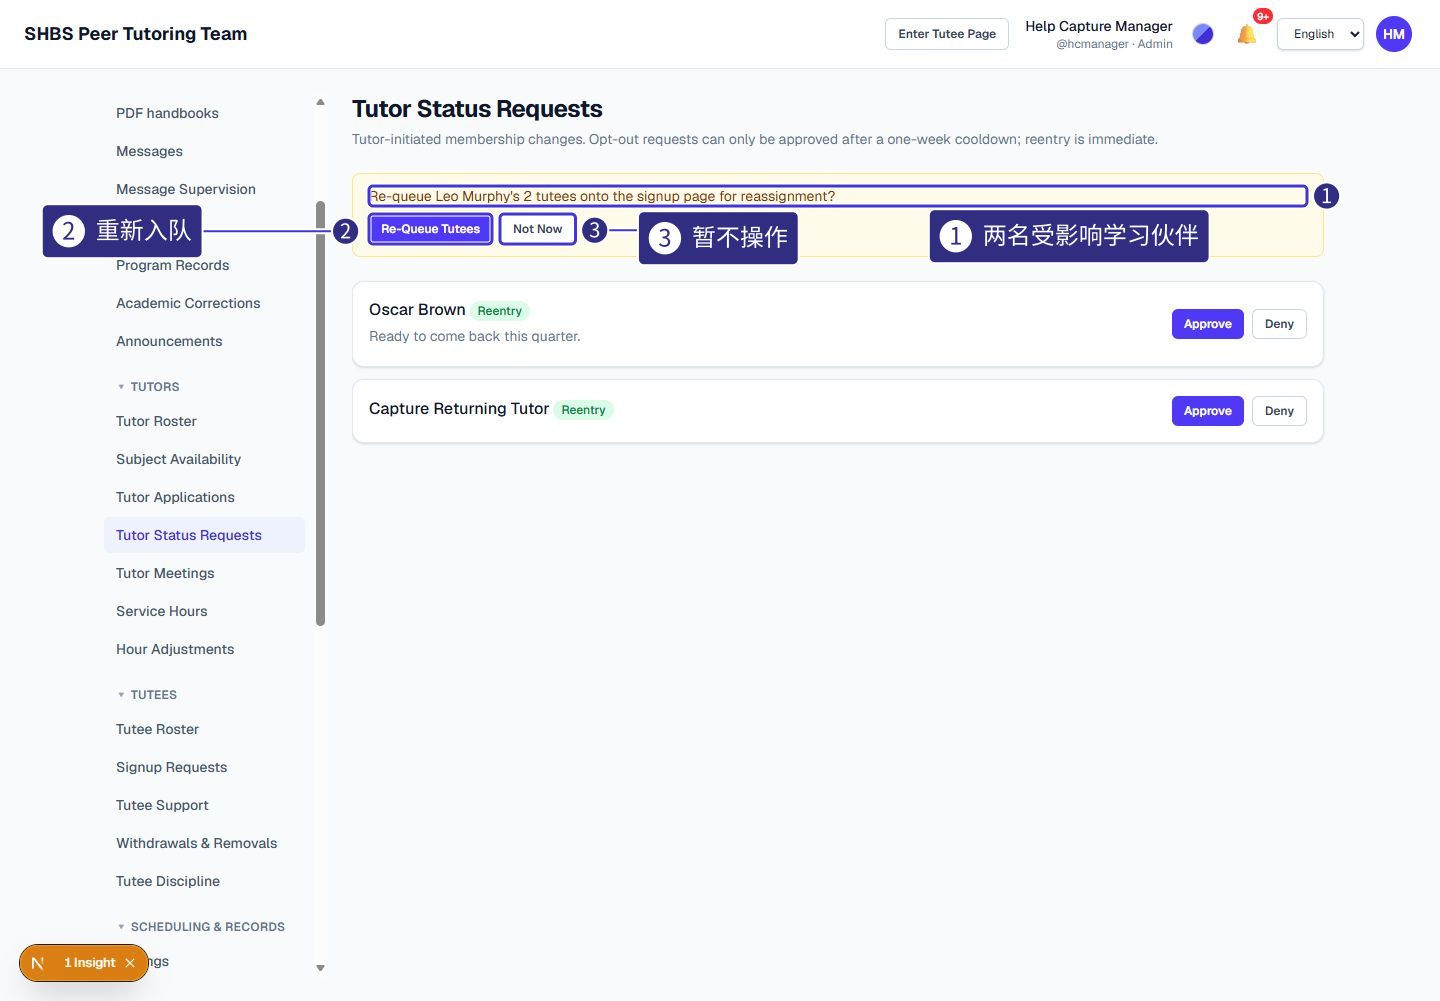 SHBS Peer Tutoring Team
Enter Tutee Page
Help Capture Manager
@hcmanager · Admin
9+
English
HM
PDF handbooks
Messages
Message Supervision
Program Records
Academic Corrections
Announcements
TUTORS
Tutor Roster
Subject Availability
Tutor Applications
Tutor Status Requests
Tutor Meetings
Service Hours
Hour Adjustments
TUTEES
Tutee Roster
Signup Requests
Tutee Support
Withdrawals & Removals
Tutee Discipline
SCHEDULING & RECORDS
ngs
N 1 Insight ×
Tutor Status Requests
Tutor-initiated membership changes. Opt-out requests can only be approved after a one-week cooldown; reentry is immediate.
Re-queue Leo Murphy's 2 tutees onto the signup page for reassignment?
1
2 重新入队
2
Re-Queue Tutees
Not Now
3
3 暂不操作
1 两名受影响学习伙伴
Oscar Brown Reentry
Ready to come back this quarter.
Approve
Deny
Capture Returning Tutor Reentry
Approve
Deny